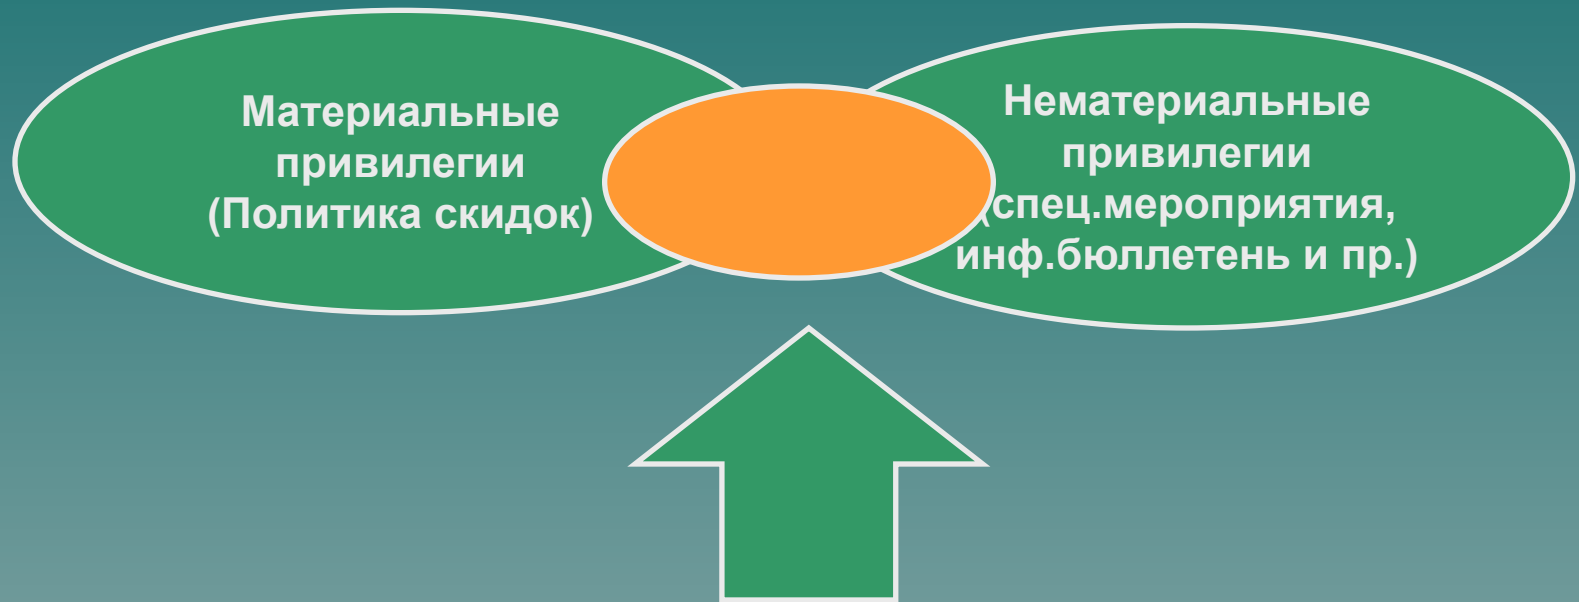 Материальные
привилегии
(Политика скидок)
Нематериальные
привилегии
(спец.мероприятия,
инф.бюллетень и пр.)